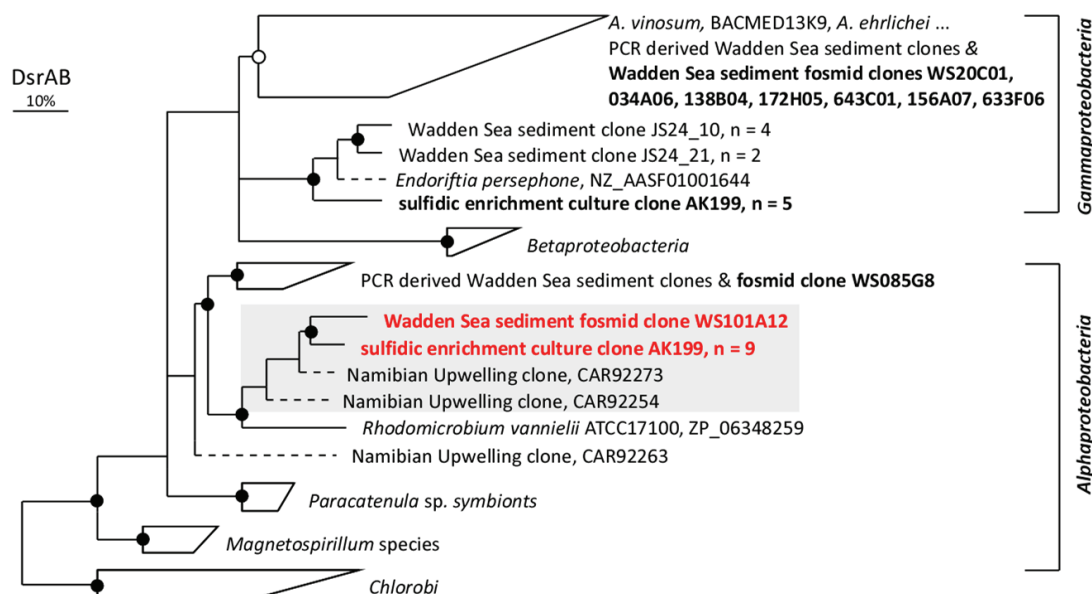 DsrAB
10%
A. vinosum, BACMED13K9, A. ehrlichei ...
PCR derived Wadden Sea sediment clones &
Wadden Sea sediment fosmid clones WS20C01,
034A06, 138B04, 172H05, 643C01, 156A07, 633F06
Wadden Sea sediment clone JS24_10, n = 4
Wadden Sea sediment clone JS24_21, n = 2
Endoriftia persephone, NZ_AASF01001644
sulfidic enrichment culture clone AK199, n = 5
Gammaproteobacteria
Betaproteobacteria
PCR derived Wadden Sea sediment clones & fosmid clone WS085G8
Wadden Sea sediment fosmid clone WS101A12
sulfidic enrichment culture clone AK199, n = 9
Namibian Upwelling clone, CAR92273
Namibian Upwelling clone, CAR92254
Rhodomicrobium vannielii ATCC17100, ZP_06348259
Namibian Upwelling clone, CAR92263
Paracatenula sp. symbionts
Magnetospirillum species
Alphaproteobacteria
Chlorobi